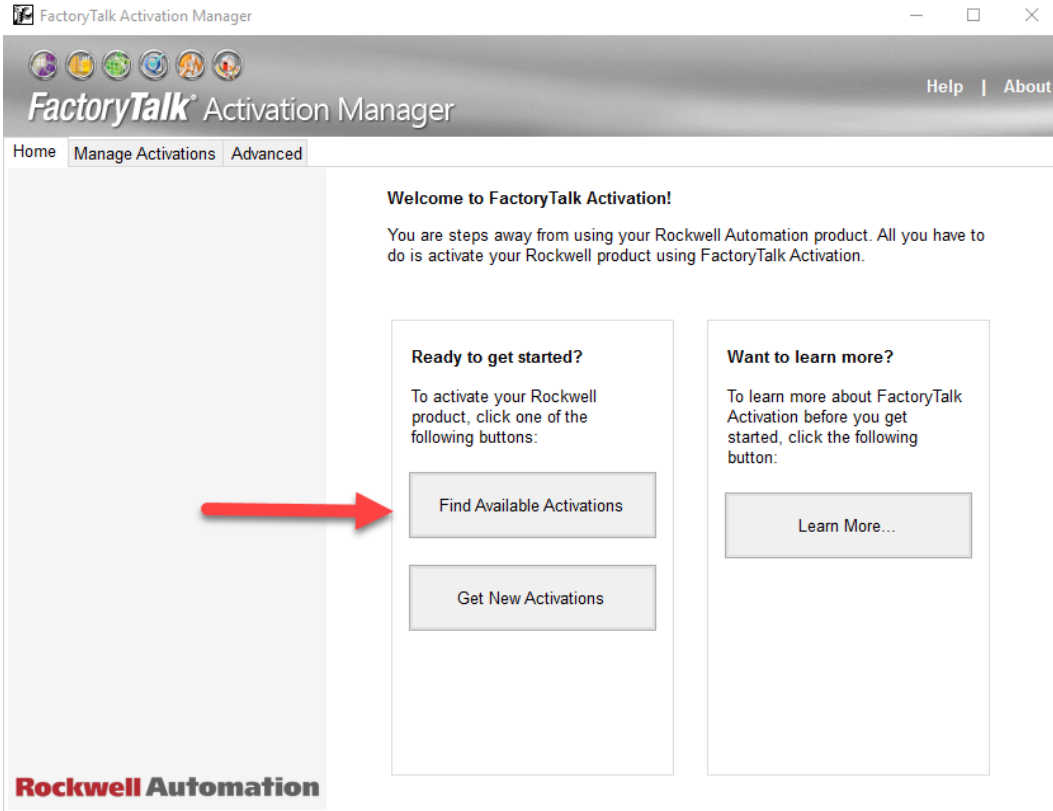 FactoryTalk Activation Manager
FactoryTalk® Activation Manager
Help | About
Home Manage Activations Advanced
Welcome to FactoryTalk Activation!
You are steps away from using your Rockwell Automation product. All you have to
do is activate your Rockwell product using FactoryTalk Activation.
Ready to get started?
To activate your Rockwell
product, click one of the
following buttons:
Find Available Activations
Get New Activations
Want to learn more?
To learn more about FactoryTalk
Activation before you get
started, click the following
button:
Learn More...
Rockwell Automation